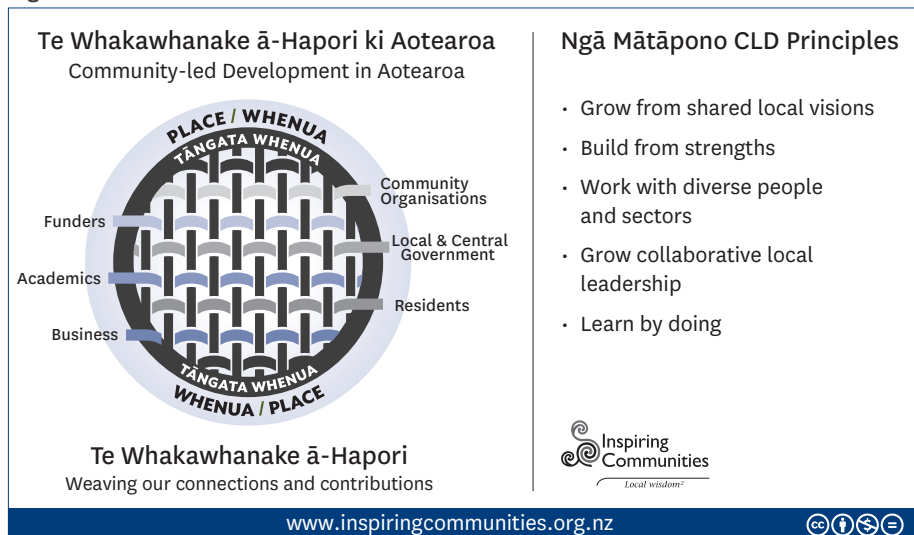 Te Whakawhanake ā-Hapori ki Aotearoa
Community-led Development in Aotearoa
PLACE / WHENUA
TĀNGATA WHENUA
Community
Organisations
Funders
Local & Central
Government
Academics
Residents
Business
TĀNGATA WHENUA
WHENUA / PLACE
Te Whakawhanake ā-Hapori
Weaving our connections and contributions
Ngā Mātāpono CLD Principles
· Grow from shared local visions
· Build from strengths
· Work with diverse people
and sectors
· Grow collaborative local
leadership
· Learn by doing
Inspiring
Communities
Local wisdom²
www.inspiringcommunities.org.nz
cc